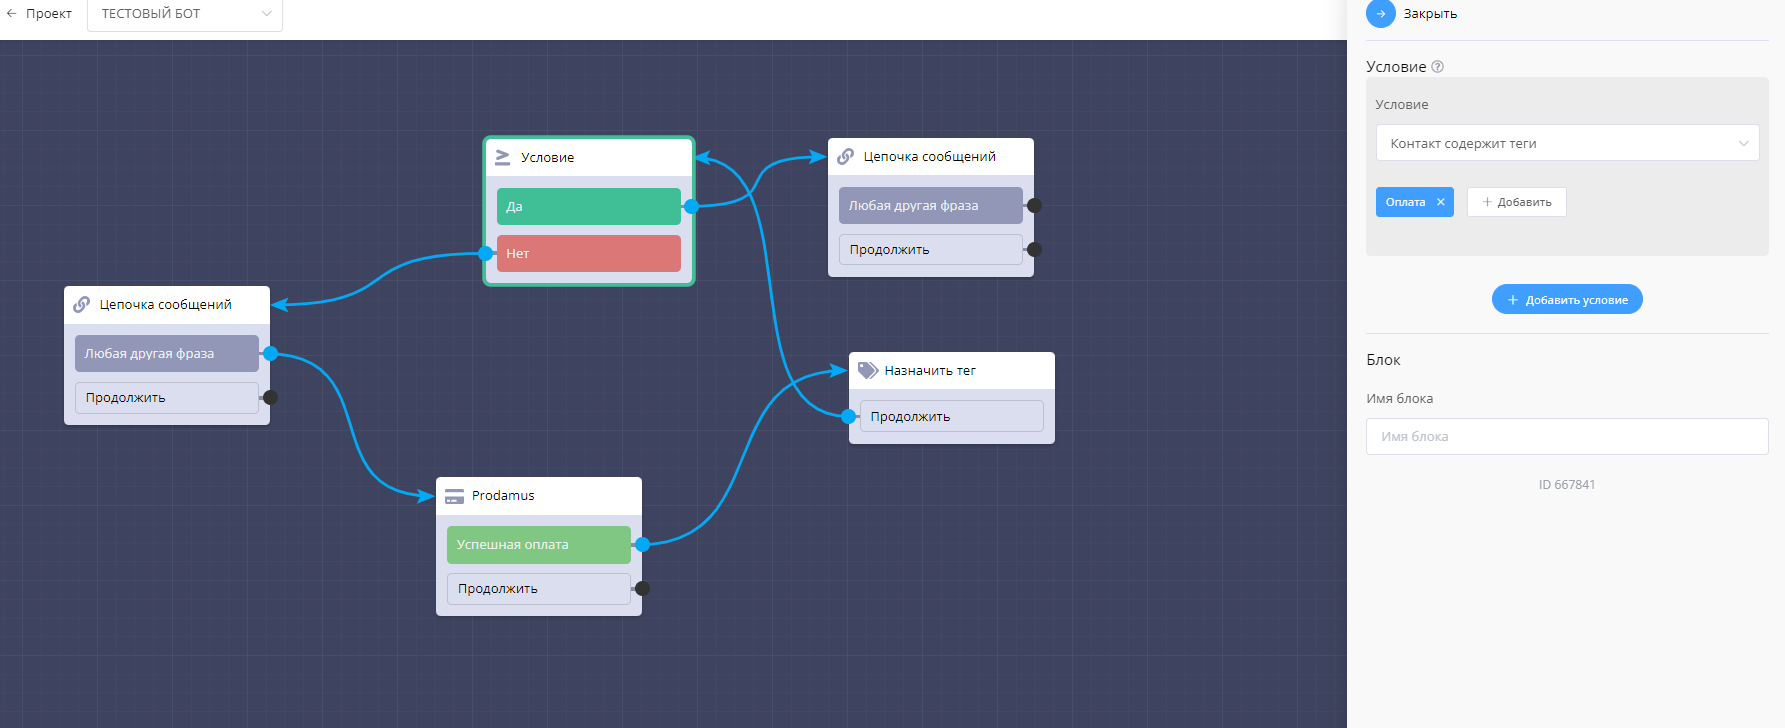 Проект
ТЕСТОВЫЙ БОТ
Условие
Да
Нет
Цепочка сообщений
Любая другая фраза
Продолжить
Цепочка сообщений
Любая другая фраза
Продолжить
Назначить тег
Продолжить
Prodamus
Успешная оплата
Продолжить
Закрыть
Условие
Условие
Контакт содержит теги
Оплата × + Добавить
+ Добавить условие
Блок
Имя блока
Имя блока
ID 667841